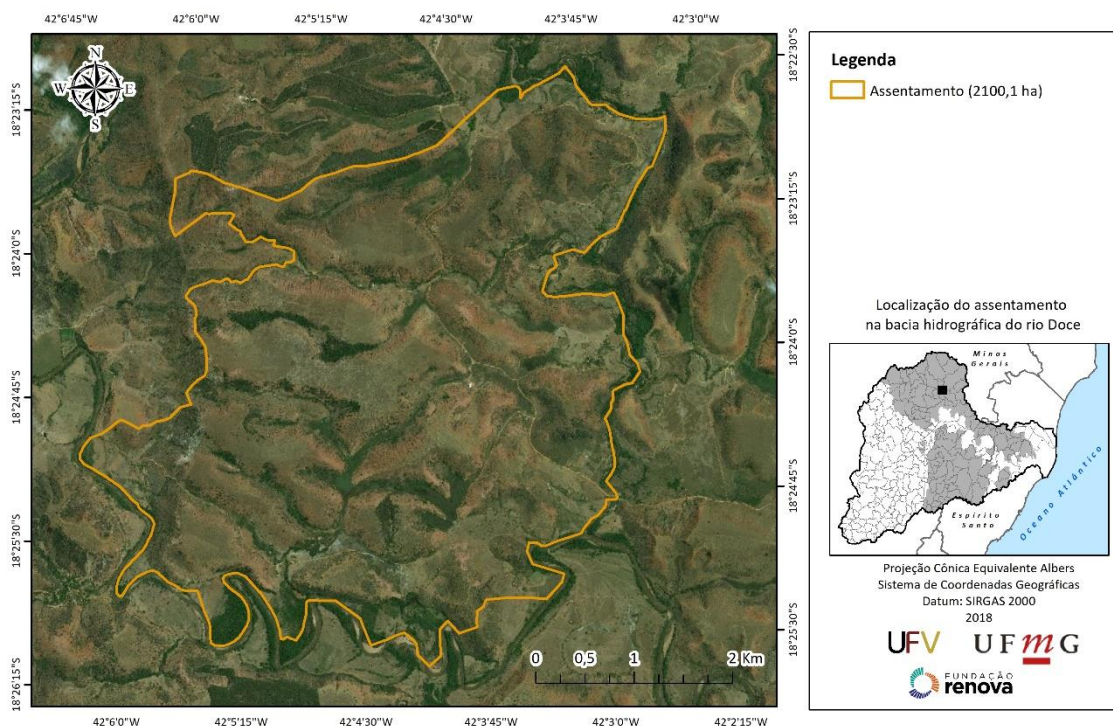 42°6'45"W 42°6'0"W 42°5'15"W 42°4'30"W 42°3'45"W 42°3'0"W
18°22'30"S
18°23'15"S
18°24'0"S
18°24'45"S
18°25'30"S
18°23'15"S
18°24'0"S
18°24'45"S
18°25'30"S
18°26'15"S
N
W E
S
0 0,5 1 2 Km
42°6'0"W 42°5'15"W 42°4'30"W 42°3'45"W 42°3'0"W 42°2'15"W
Legenda
Assentamento (2100,1 ha)
Localização do assentamento
na bacia hidrográfica do rio Doce
Minas
Gerais
Espírito
Santo
Oceano Atlântico
Projeção Cônica Equivalente Albers
Sistema de Coordenadas Geográficas
Datum: SIRGAS 2000
2018
UFV UFmG
FUNDAÇÃO
renova